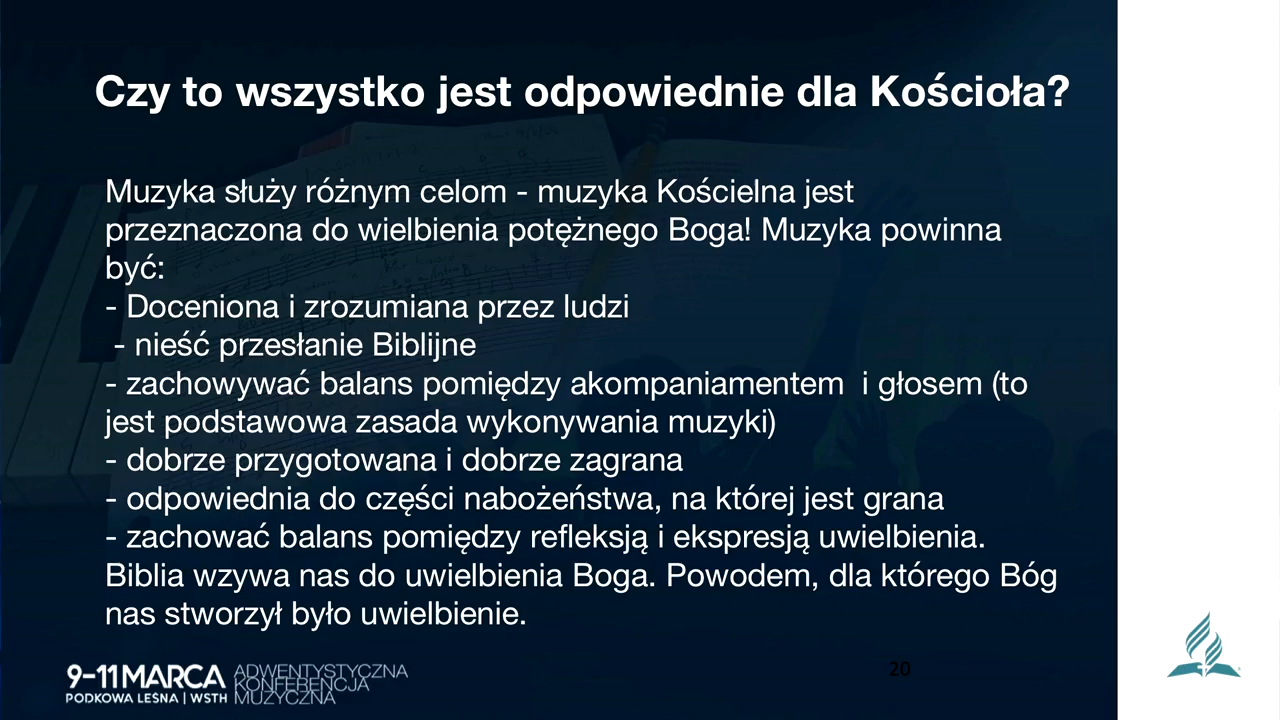 Czy to wszystko jest odpowiednie dla Kościoła?
Muzyka służy różnym celom - muzyka Kościelna jest
przeznaczona do wielbienia potężnego Boga! Muzyka powinna
być:
- Doceniona i zrozumiana przez ludzi
- nieść przesłanie Biblijne
- zachowywać balans pomiędzy akompaniamentem i głosem (to
jest podstawowa zasada wykonywania muzyki)
- dobrze przygotowana i dobrze zagrana
- odpowiednia do części nabożeństwa, na której jest grana
- zachować balans pomiędzy refleksją i ekspresją uwielbienia.
Biblia wzywa nas do uwielbienia Boga. Powodem, dla którego Bóg
nas stworzył było uwielbienie.
9-11 MARCA
PODKOWA LEŚNA | WSTH
ADWENTYSTYCZNA
KONFERENCJA
MUZYCZNA
20